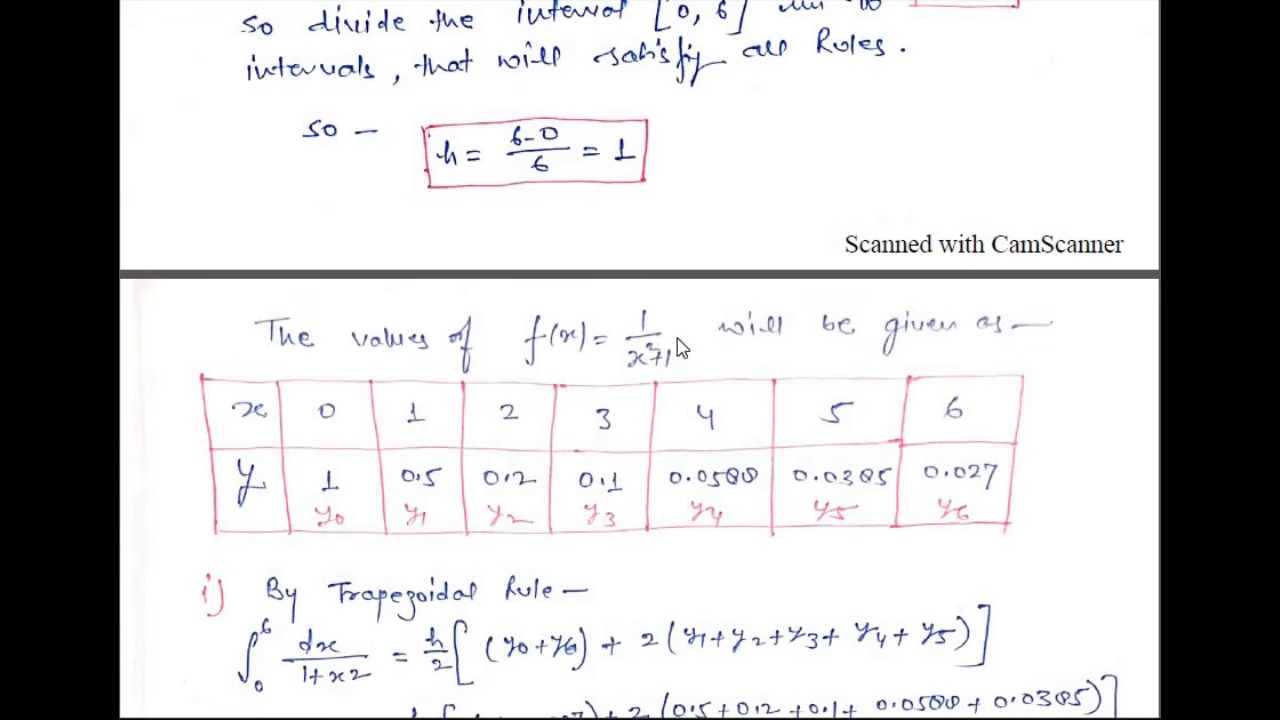 so divide the interval [0, 6]
intervals, that will satisfy all Rules.
so — h = 6-0/6 = 1
Scanned with CamScanner
The values of f(x) = 1/x²+1 will be given as —
x 0 1 2 3 4 5 6
y 1 0.5 0.2 0.1 0.0588 0.0385 0.027
y0 y1 y2 y3 y4 y5 y6
i) By Trapezoidal Rule —
∫₀⁶ dx/1+x2 = h/2 [ (y0+y6) + 2(y1+y2+y3+y4+y5) ]
) + 2(0.5+0.2+0.1+ 0.0588+0.0385) ]